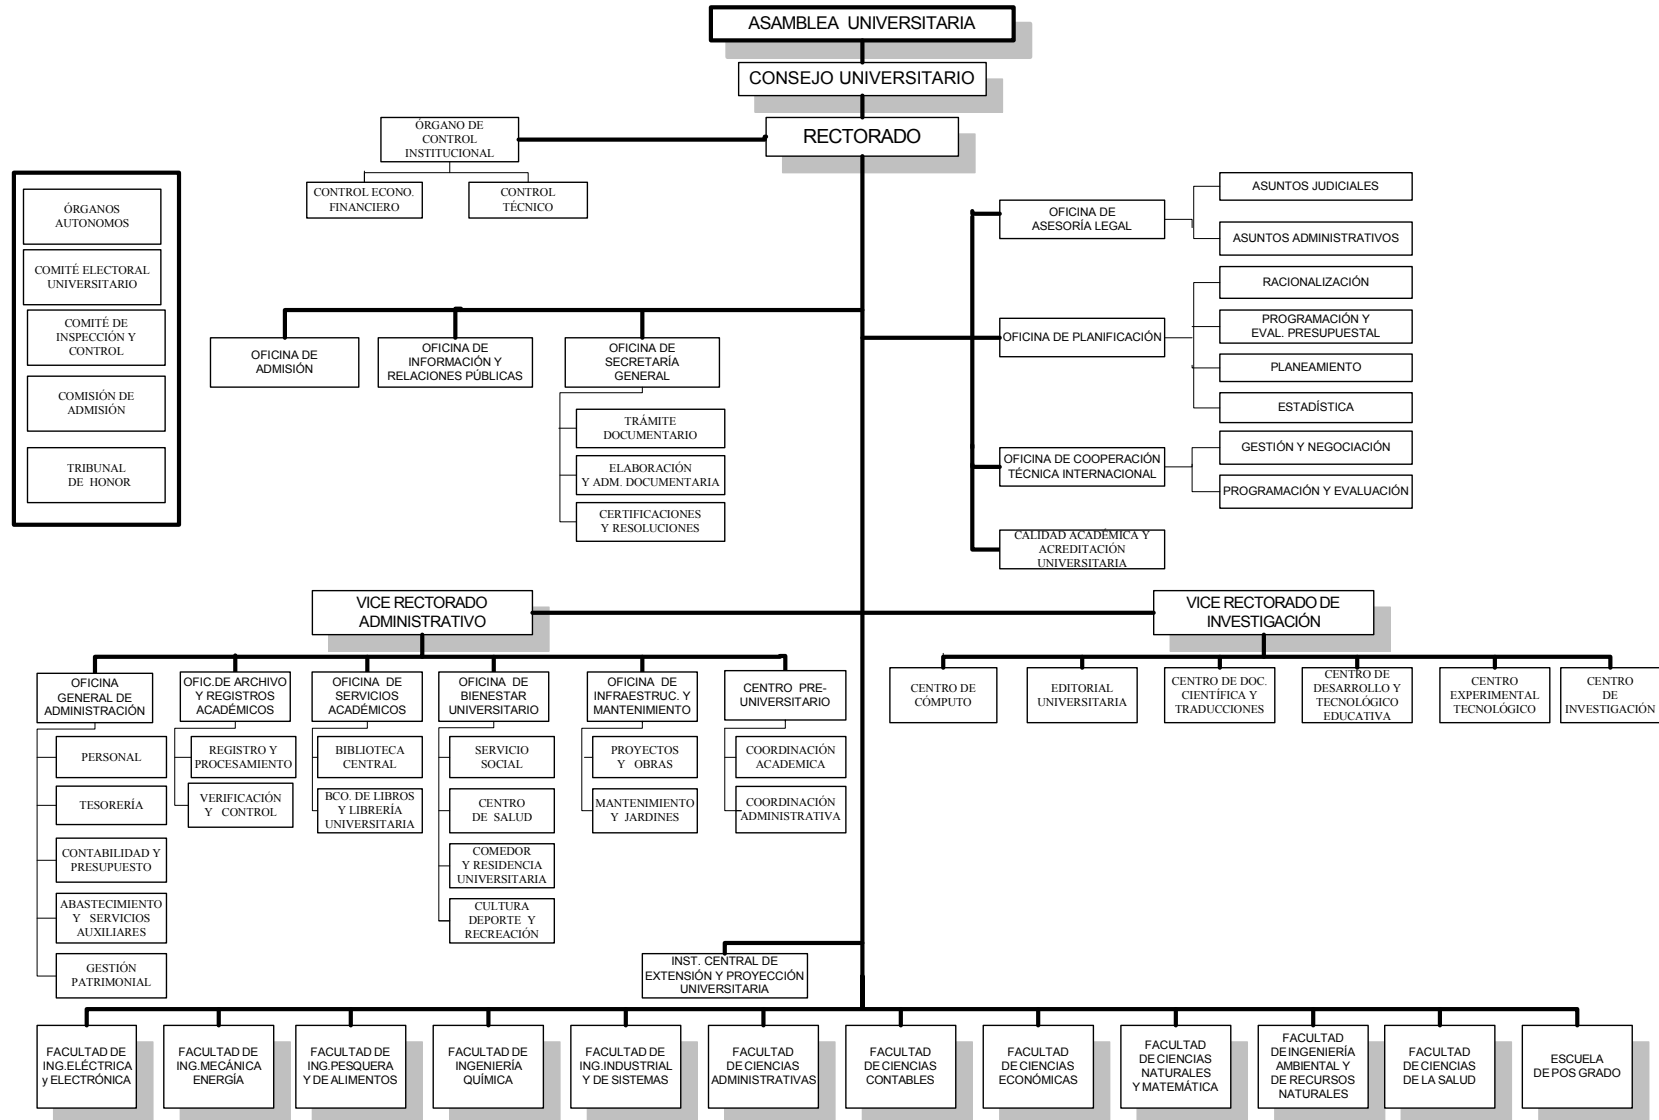 ASAMBLEA UNIVERSITARIA
CONSEJO UNIVERSITARIO
RECTORADO
ÓRGANO DE
CONTROL
INSTITUCIONAL
CONTROL ECONO.
FINANCIERO
CONTROL
TÉCNICO
ÓRGANOS
AUTONOMOS
COMITÉ ELECTORAL
UNIVERSITARIO
COMITÉ DE
INSPECCIÓN Y
CONTROL
COMISIÓN DE
ADMISIÓN
TRIBUNAL
DE HONOR
OFICINA DE
ASESORÍA LEGAL
ASUNTOS JUDICIALES
ASUNTOS ADMINISTRATIVOS
OFICINA DE PLANIFICACIÓN
RACIONALIZACIÓN
PROGRAMACIÓN Y
EVAL. PRESUPUESTAL
PLANEAMIENTO
ESTADÍSTICA
OFICINA DE COOPERACIÓN
TÉCNICA INTERNACIONAL
GESTIÓN Y NEGOCIACIÓN
PROGRAMACIÓN Y EVALUACIÓN
CALIDAD ACADÉMICA Y
ACREDITACIÓN
UNIVERSITARIA
OFICINA DE
ADMISIÓN
OFICINA DE
INFORMACIÓN Y
RELACIONES PÚBLICAS
OFICINA DE
SECRETARÍA
GENERAL
TRÁMITE
DOCUMENTARIO
ELABORACIÓN
Y ADM. DOCUMENTARIA
CERTIFICACIONES
Y RESOLUCIONES
VICE RECTORADO
ADMINISTRATIVO
VICE RECTORADO DE
INVESTIGACIÓN
OFICINA
GENERAL DE
ADMINISTRACIÓN
PERSONAL
TESORERÍA
CONTABILIDAD Y
PRESUPUESTO
ABASTECIMIENTO
Y SERVICIOS
AUXILIARES
GESTIÓN
PATRIMONIAL
OFIC.DE ARCHIVO
Y REGISTROS
ACADÉMICOS
REGISTRO Y
PROCESAMIENTO
VERIFICACIÓN
Y CONTROL
OFICINA DE
SERVICIOS
ACADÉMICOS
BIBLIOTECA
CENTRAL
BCO. DE LIBROS
Y LIBRERÍA
UNIVERSITARIA
OFICINA DE
BIENESTAR
UNIVERSITARIO
SERVICIO
SOCIAL
CENTRO
DE SALUD
COMEDOR
Y RESIDENCIA
UNIVERSITARIA
CULTURA
DEPORTE Y
RECREACIÓN
OFICINA DE
INFRAESTRUC. Y
MANTENIMIENTO
PROYECTOS
Y OBRAS
MANTENIMIENTO
Y JARDINES
CENTRO PRE-
UNIVERSITARIO
COORDINACIÓN
ACADEMICA
COORDINACIÓN
ADMINISTRATIVA
CENTRO DE
CÓMPUTO
EDITORIAL
UNIVERSITARIA
CENTRO DE DOC.
CIENTÍFICA Y
TRADUCCIONES
CENTRO DE
DESARROLLO Y
TECNOLÓGICO
EDUCATIVA
CENTRO
EXPERIMENTAL
TECNOLÓGICO
CENTRO
DE
INVESTIGACIÓN
INST. CENTRAL DE
EXTENSIÓN Y PROYECCIÓN
UNIVERSITARIA
FACULTAD DE
ING.ELÉCTRICA
y ELECTRÓNICA
FACULTAD DE
ING.MECÁNICA
ENERGÍA
FACULTAD DE
ING.PESQUERA
Y DE ALIMENTOS
FACULTAD DE
INGENIERÍA
QUÍMICA
FACULTAD DE
ING.INDUSTRIAL
Y DE SISTEMAS
FACULTAD
DE CIENCIAS
ADMINISTRATIVAS
FACULTAD
DE CIENCIAS
CONTABLES
FACULTAD
DE CIENCIAS
ECONÓMICAS
FACULTAD
DE CIENCIAS
NATURALES
Y MATEMÁTICA
FACULTAD
DE INGENIERÍA
AMBIENTAL Y
DE RECURSOS
NATURALES
FACULTAD
DE CIENCIAS
DE LA SALUD
ESCUELA
DE POS GRADO